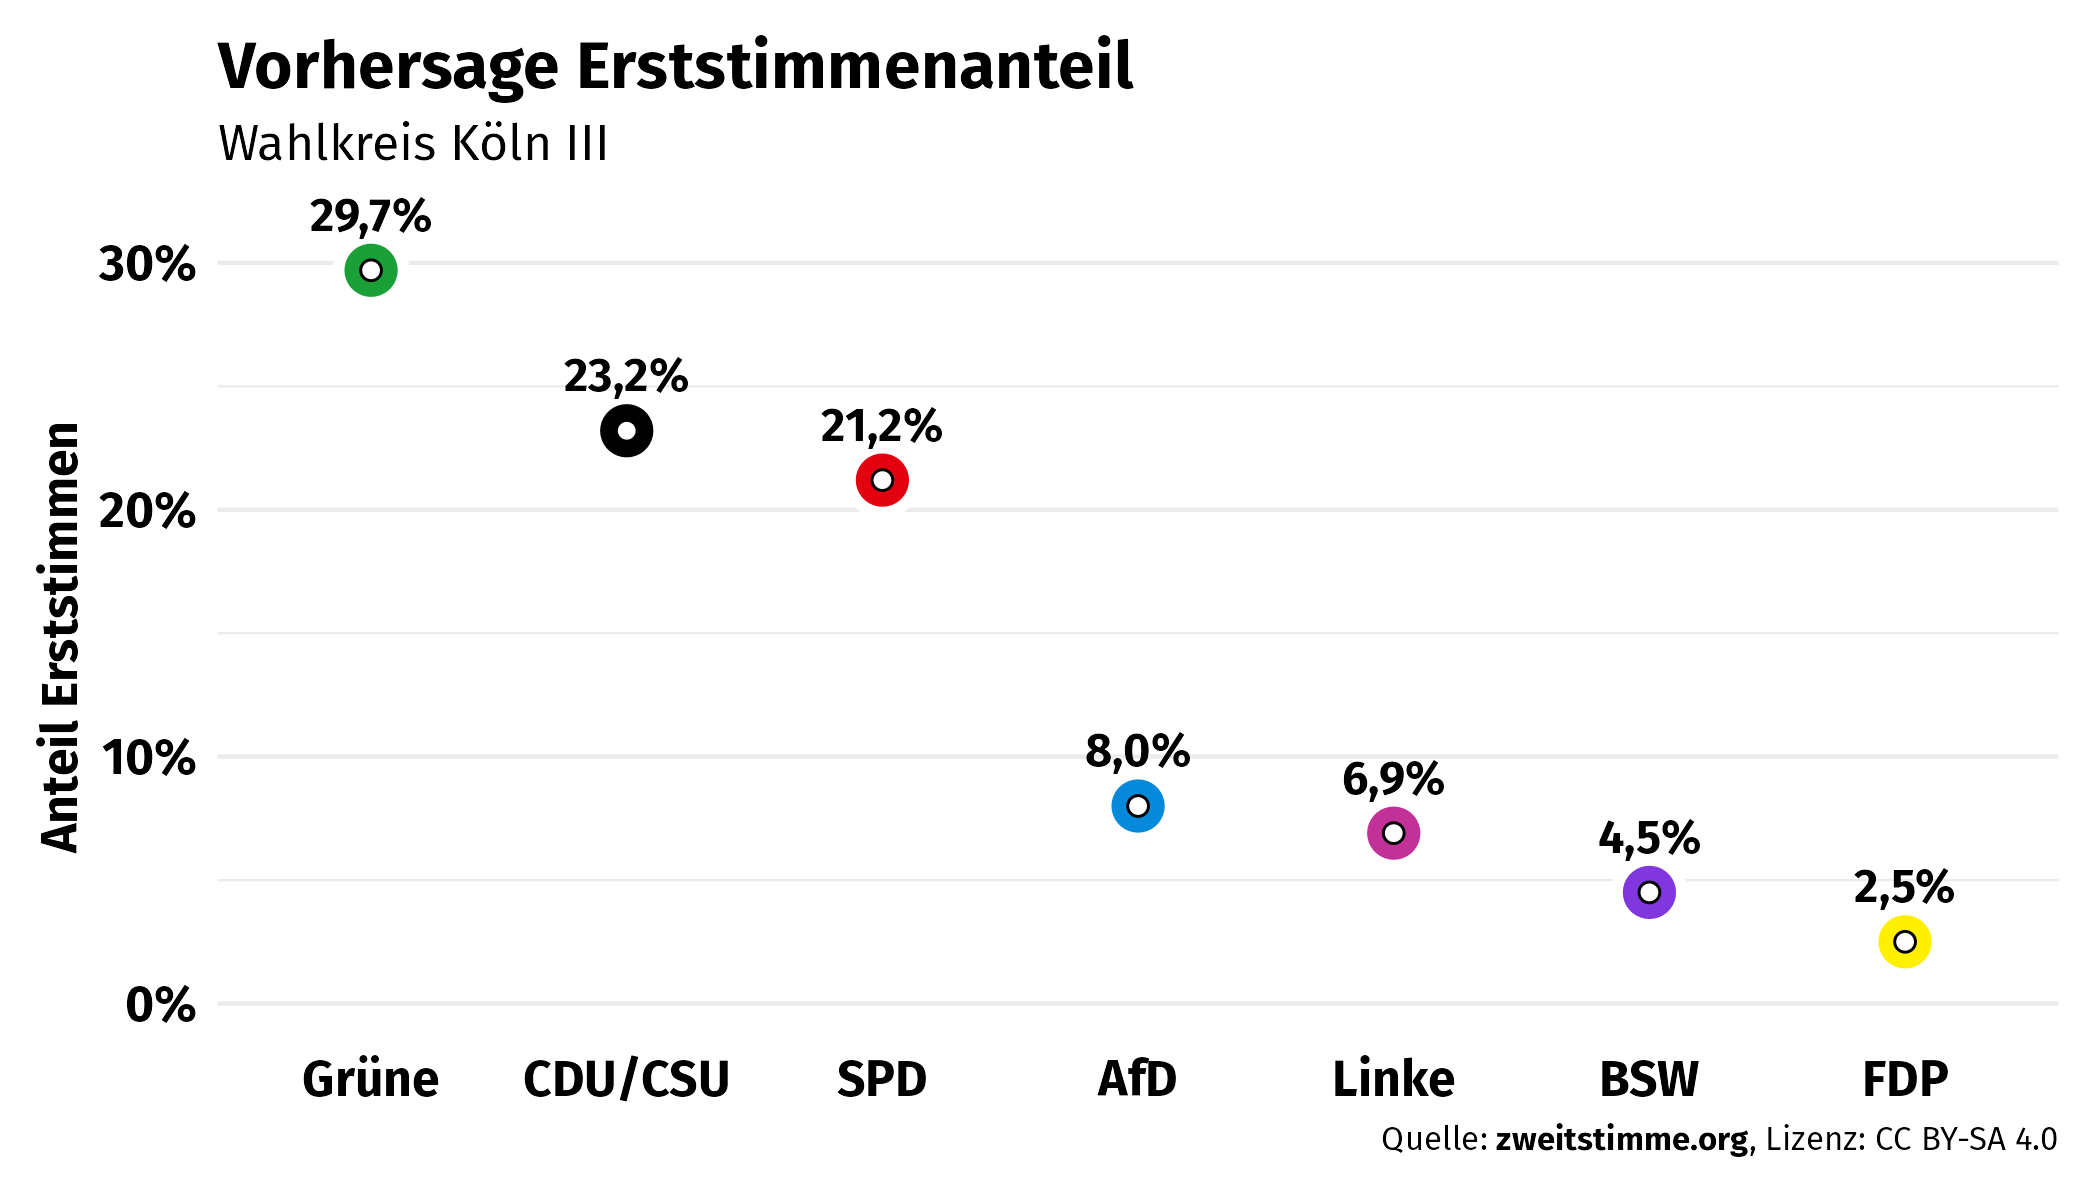 Vorhersage Erststimmenanteil
Wahlkreis Köln III
Anteil Erststimmen
30%
20%
10%
0%
29,7%
23,2%
21,2%
8,0%
6,9%
4,5%
2,5%
Grüne CDU/CSU SPD AfD Linke BSW FDP
Quelle: zweitstimme.org, Lizenz: CC BY-SA 4.0